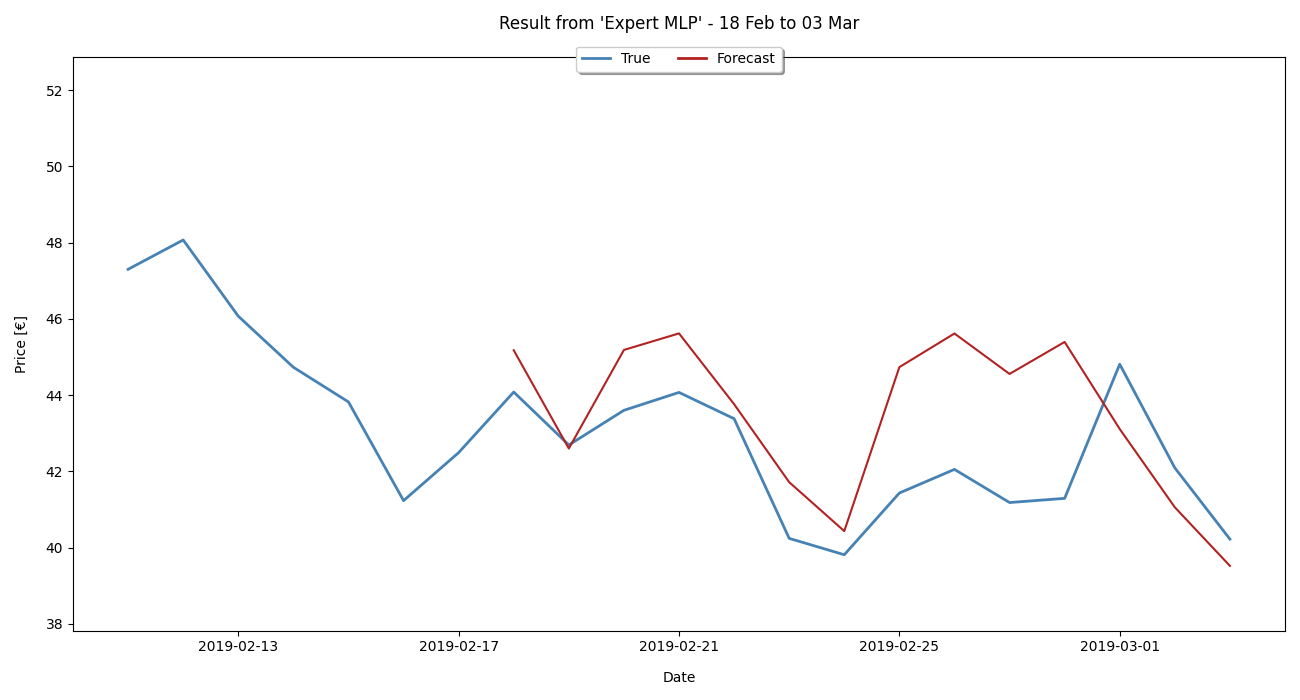 Result from 'Expert MLP' - 18 Feb to 03 Mar
True Forecast
52
50
48
46
44
42
40
38
Price [€]
2019-02-13 2019-02-17 2019-02-21 2019-02-25 2019-03-01
Date